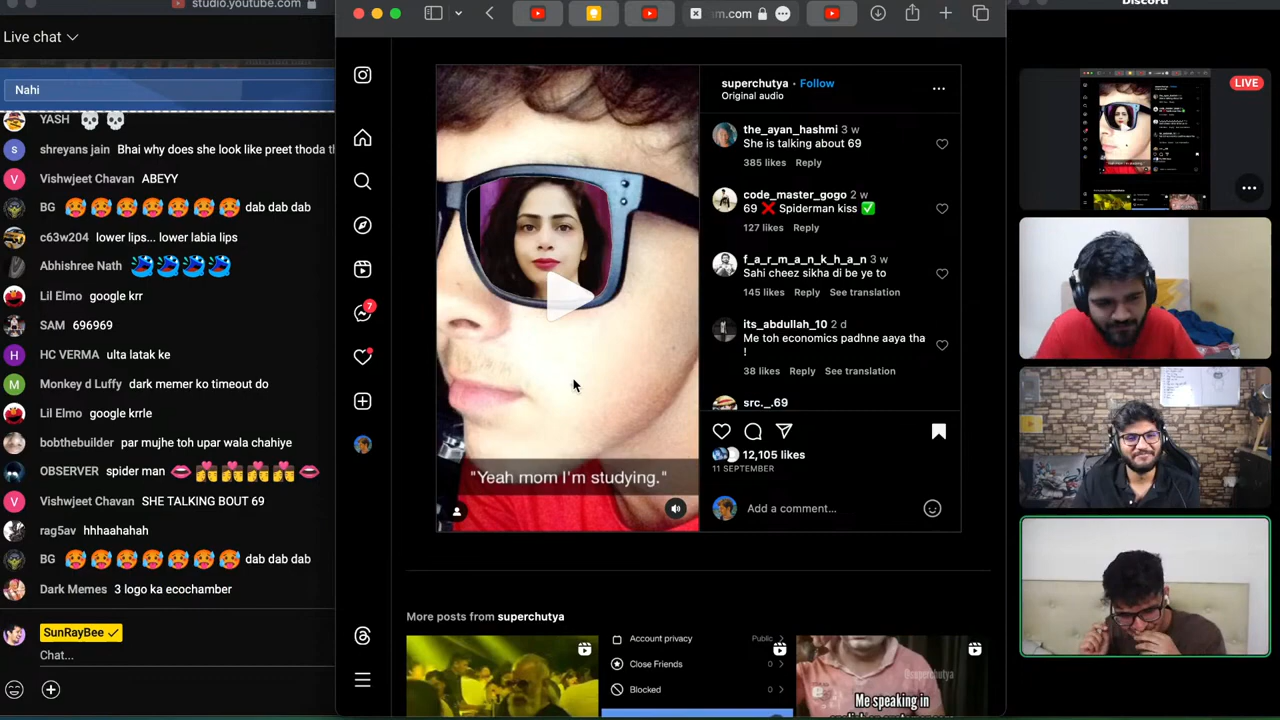 studio.youtube.com
Live chat
Nahi
YASH 💀💀
shreyans jain Bhai why does she look like preet thoda t
Vishwjeet Chavan ABEYY
BG 🥵🥵🥵🥵🥵🥵🥵 dab dab dab
c63w204 lower lips... lower labia lips
Abhishree Nath 🤣🤣🤣🤣
Lil Elmo google krr
SAM 696969
HC VERMA ulta latak ke
Monkey d Luffy dark memer ko timeout do
Lil Elmo google krrle
bobthebuilder par mujhe toh upar wala chahiye
OBSERVER spider man 🫦💏💏💏💏🫦
Vishwjeet Chavan SHE TALKING BOUT 69
rag5av hhhaahahah
BG 🥵🥵🥵🥵🥵🥵🥵 dab dab dab
Dark Memes 3 logo ka ecochamber
SunRayBee
Chat...
m.com
7
"Yeah mom I'm studying."
superchutya • Follow
Original audio
the_ayan_hashmi 3 w
She is talking about 69
385 likes Reply
code_master_gogo 2 w
69 ❌ Spiderman kiss ✅
127 likes Reply
f_a_r_m_a_n_k_h_a_n 3 w
Sahi cheez sikha di be ye to
145 likes Reply See translation
its_abdullah_10 2 d
Me toh economics padhne aaya tha
!
38 likes Reply See translation
src._.69
12,105 likes
11 SEPTEMBER
Add a comment...
More posts from superchutya
Account privacy Public
Close Friends 0
Blocked 0
@superchutya
Me speaking in
Discord
LIVE